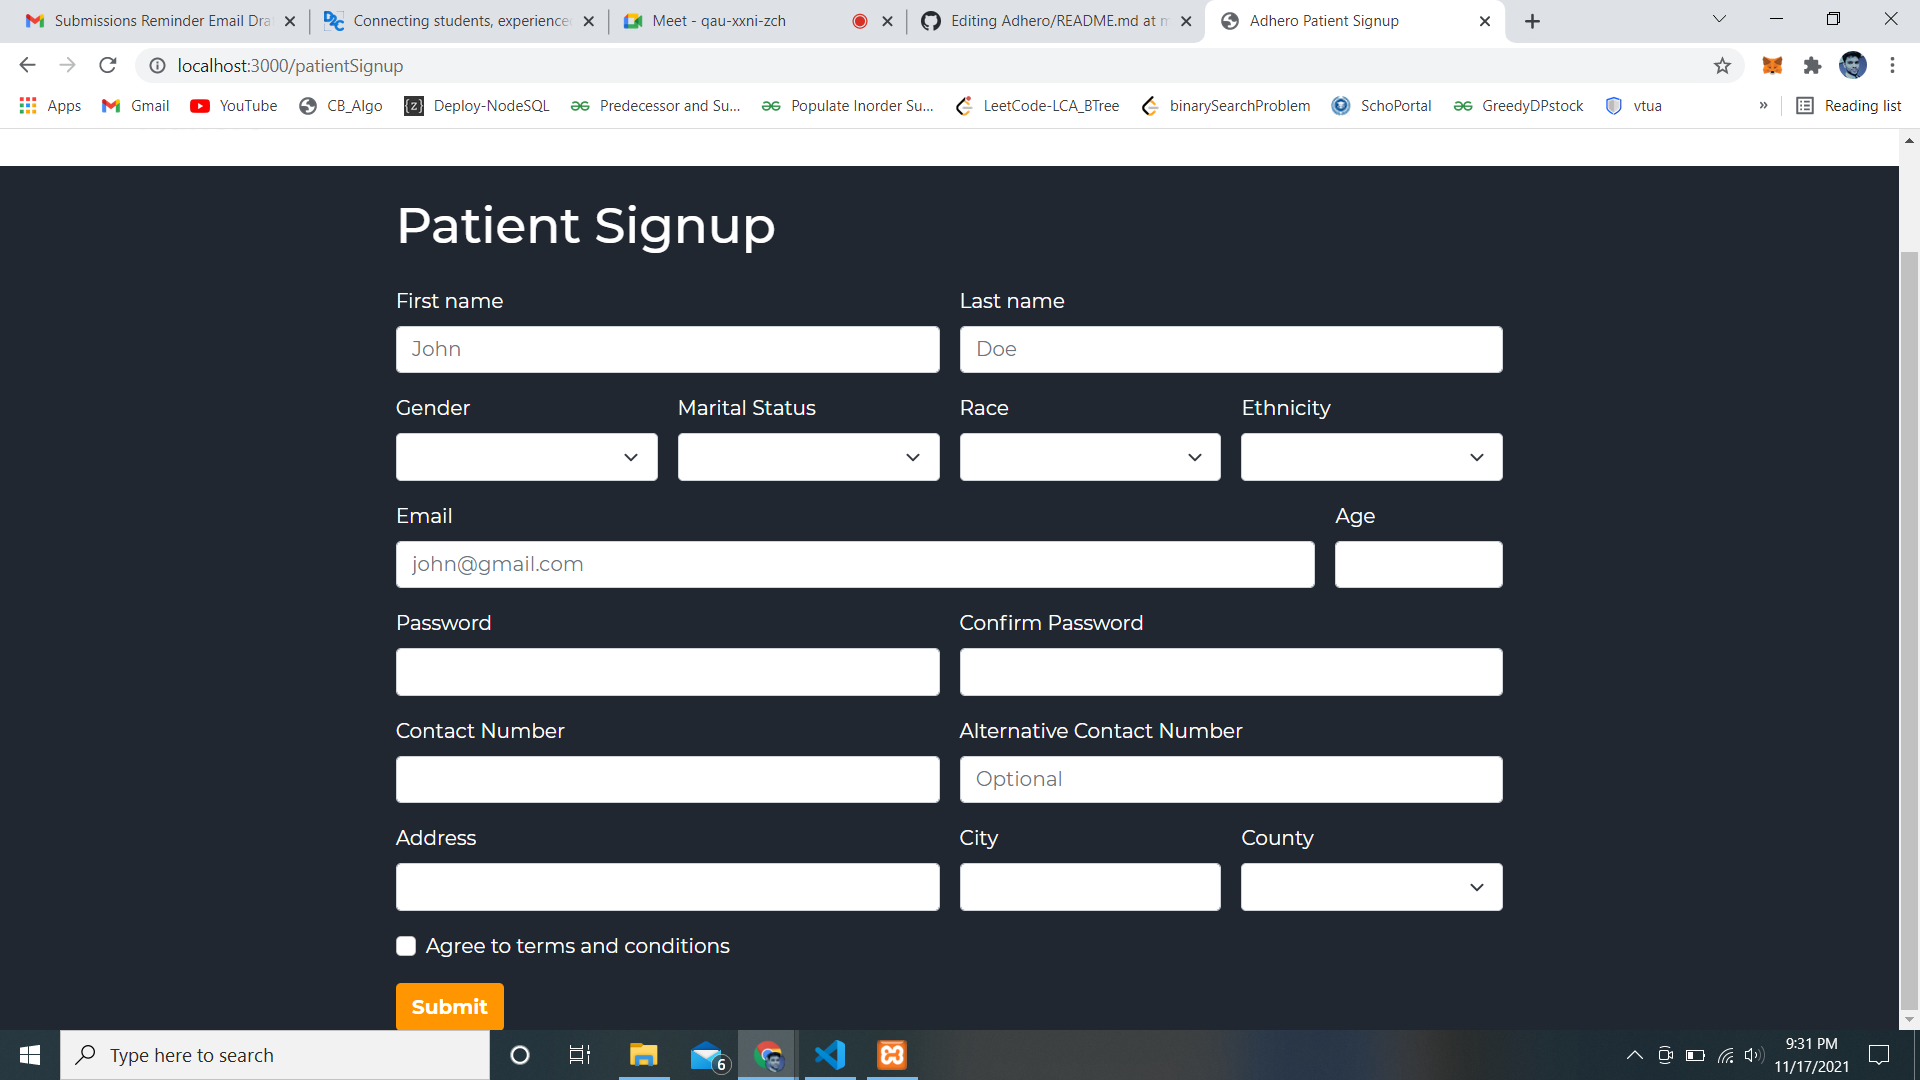 Submissions Reminder Email Dra
Connecting students, experience
Meet - qau-xxni-zch
Editing Adhero/README.md at m
Adhero Patient Signup
localhost:3000/patientSignup
Apps
Gmail
YouTube
CB_Algo
{z}
Deploy-NodeSQL
Predecessor and Su...
Populate Inorder Su...
LeetCode-LCA_BTree
binarySearchProblem
SchoPortal
GreedyDPstock
vtua
»
Reading list
Patient Signup
First name
Last name
John
Doe
Gender
Marital Status
Race
Ethnicity
Email
Age
john@gmail.com
Password
Confirm Password
Contact Number
Alternative Contact Number
Optional
Address
City
County
Agree to terms and conditions
Submit
Type here to search
6
9:31 PM
11/17/2021